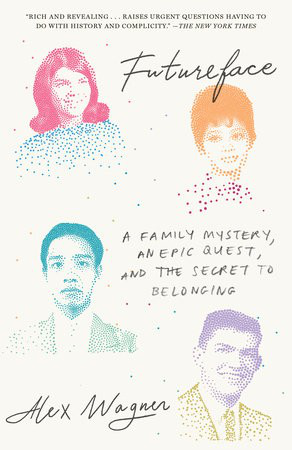 "RICH AND REVEALING . . . RAISES URGENT QUESTIONS HAVING TO
DO WITH HISTORY AND COMPLICITY." —THE NEW YORK TIMES
Futureface
A FAMILY MYSTERY,
AN EPIC QUEST,
AND THE SECRET TO
BELONGING
Alex Wagner